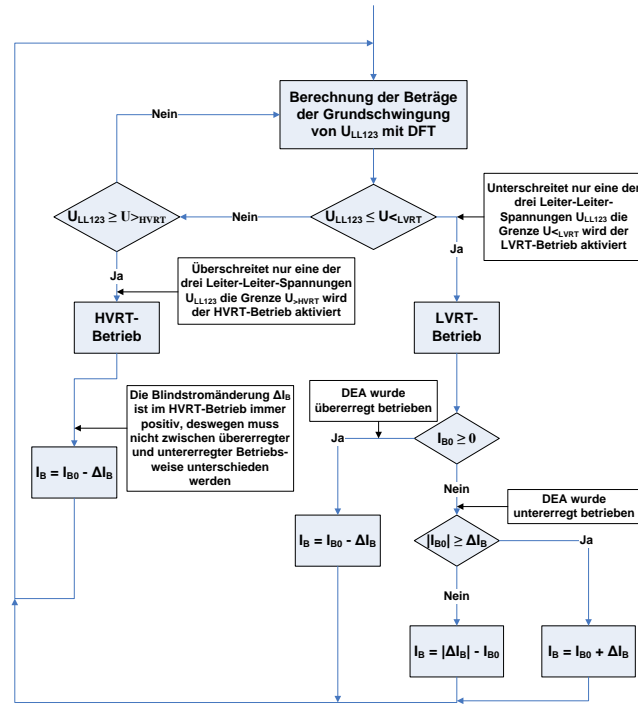 Berechnung der Beträge
der Grundschwingung
von ULL123 mit DFT
Nein
ULL123 ≥ U>HVRT
Nein
ULL123 ≤ U<LVRT
Unterschreitet nur eine der
drei Leiter-Leiter-
Spannungen ULL123 die
Grenze U<LVRT wird der
LVRT-Betrieb aktiviert
Ja
Ja
Überschreitet nur eine der
drei Leiter-Leiter-Spannungen
ULL123 die Grenze U>HVRT wird
der HVRT-Betrieb aktiviert
HVRT-
Betrieb
LVRT-
Betrieb
Die Blindstromänderung ΔIB
ist im HVRT-Betrieb immer
positiv, deswegen muss
nicht zwischen übererregter
und untererregter Betriebs-
weise unterschieden
werden
DEA wurde
übererregt betrieben
Ja
IB0 ≥ 0
IB = IB0 - ΔIB
Nein
DEA wurde
untererregt betrieben
IB = IB0 - ΔIB
|IB0| ≥ ΔIB
Ja
Nein
IB = |ΔIB| - IB0
IB = IB0 + ΔIB